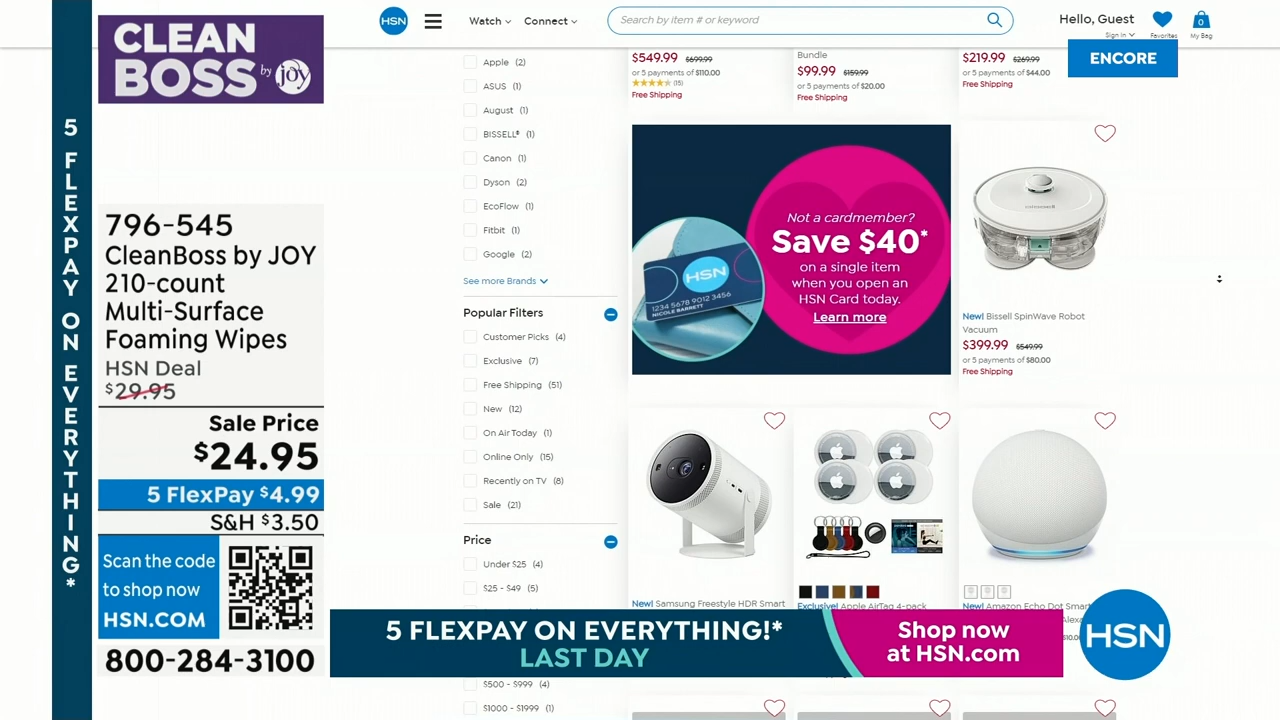 5 FLEXPAY ON EVERYTHING*
CLEAN
BOSS by joy
796-545
CleanBoss by JOY
210-count
Multi-Surface
Foaming Wipes
HSN Deal
$29.95
Sale Price
$24.95
5 FlexPay $4.99
S&H $3.50
Scan the code
to shop now
HSN.COM
800-284-3100
HSN
Watch
Connect
Search by item # or keyword
Hello, Guest
Sign In
Favorites
0
My Bag
ENCORE
Apple (2)
ASUS (1)
August (1)
BISSELL® (1)
Canon (1)
Dyson (2)
EcoFlow (1)
Fitbit (1)
Google (2)
See more Brands
Popular Filters
Customer Picks (4)
Exclusive (7)
Free Shipping (51)
New (12)
On Air Today (1)
Online Only (15)
Recently on TV (8)
Sale (21)
Price
Under $25 (4)
$25 - $49 (5)
$500 - $999 (4)
$1000 - $1999 (1)
$549.99 $699.99
or 5 payments of $110.00
(15)
Free Shipping
Bundle
$99.99 $159.99
or 5 payments of $20.00
Free Shipping
$219.99 $269.99
or 5 payments of $44.00
Free Shipping
Not a cardmember?
Save $40*
on a single item
when you open an
HSN Card today.
Learn more
HSN
1234 5678 9012 3456
NICOLE BARRETT
New! Bissell SpinWave Robot
Vacuum
$399.99 $549.99
or 5 payments of $80.00
Free Shipping
New! Samsung Freestyle HDR Smart
Exclusive! Apple AirTag 4-pack
New! Amazon Echo Dot Smart
5 FLEXPAY ON EVERYTHING!*
LAST DAY
Shop now
at HSN.com
HSN